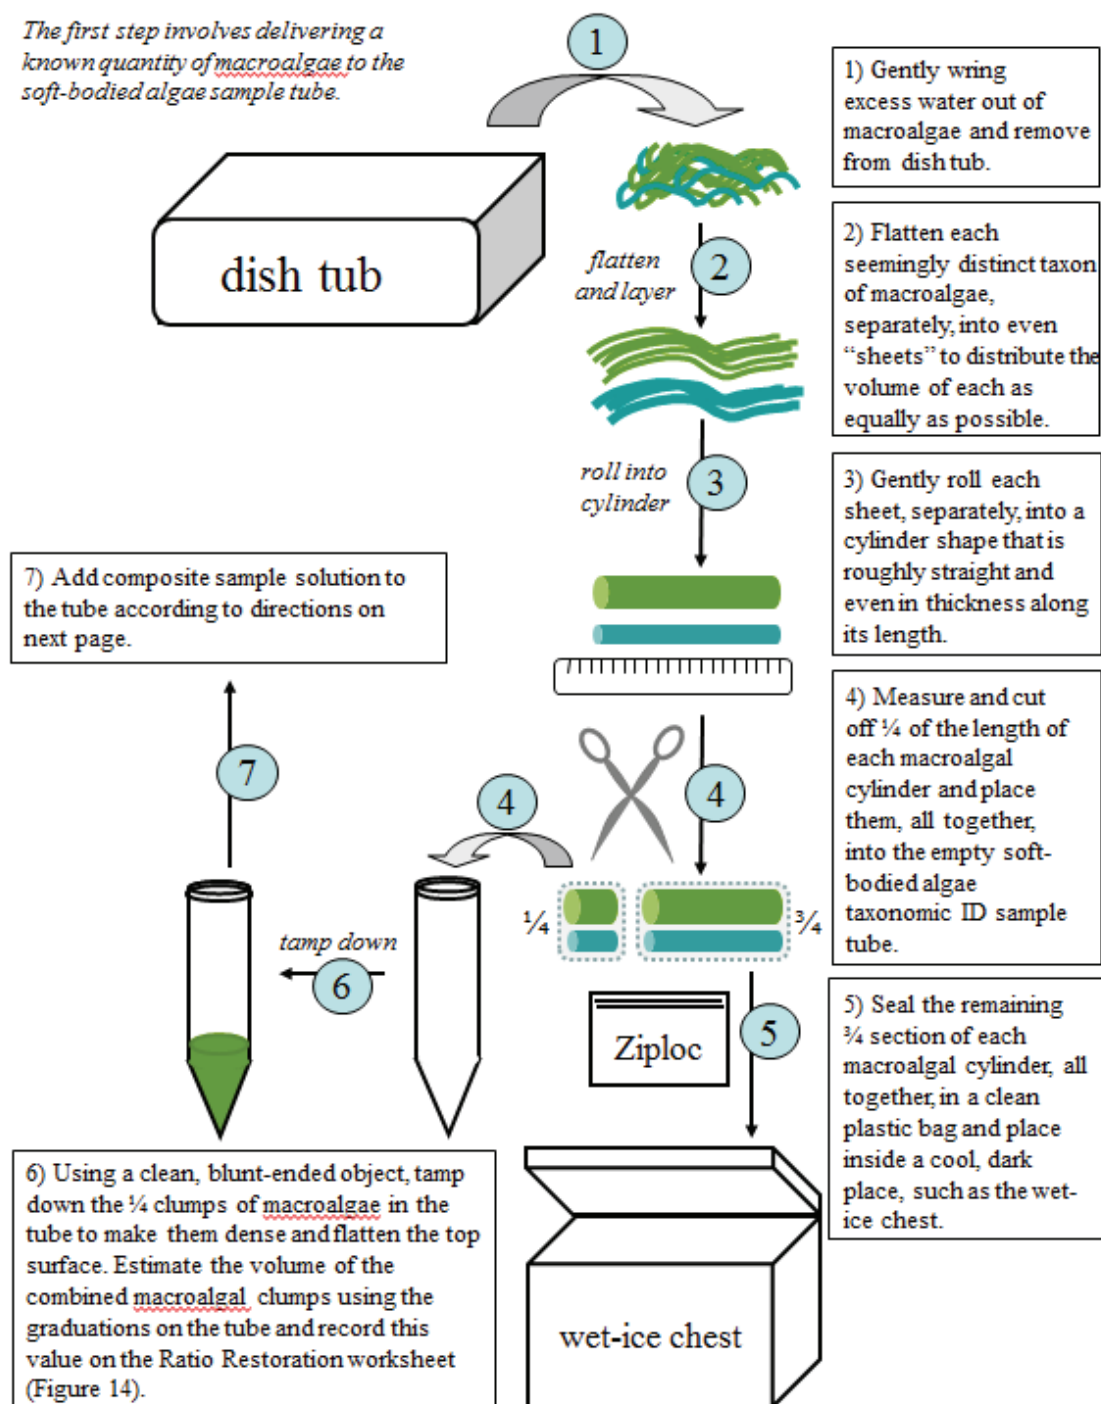 The first step involves delivering a
known quantity of macroalgae to the
soft-bodied algae sample tube.
1
1) Gently wring
excess water out of
macroalgae and remove
from dish tub.
dish tub
flatten
and layer
2
2) Flatten each
seemingly distinct taxon
of macroalgae,
separately, into even
“sheets” to distribute the
volume of each as
equally as possible.
roll into
cylinder
3
3) Gently roll each
sheet, separately, into a
cylinder shape that is
roughly straight and
even in thickness along
its length.
7) Add composite sample solution to
the tube according to directions on
next page.
4) Measure and cut
off ¼ of the length of
each macroalgal
cylinder and place
them, all together,
into the empty soft-
bodied algae
taxonomic ID sample
tube.
7
4
4
¼
¾
tamp down
6
Ziploc
5
5) Seal the remaining
¾ section of each
macroalgal cylinder, all
together, in a clean
plastic bag and place
inside a cool, dark
place, such as the wet-
ice chest.
6) Using a clean, blunt-ended object, tamp
down the ¼ clumps of macroalgae in the
tube to make them dense and flatten the top
surface. Estimate the volume of the
combined macroalgal clumps using the
graduations on the tube and record this
value on the Ratio Restoration worksheet
(Figure 14).
wet-ice chest